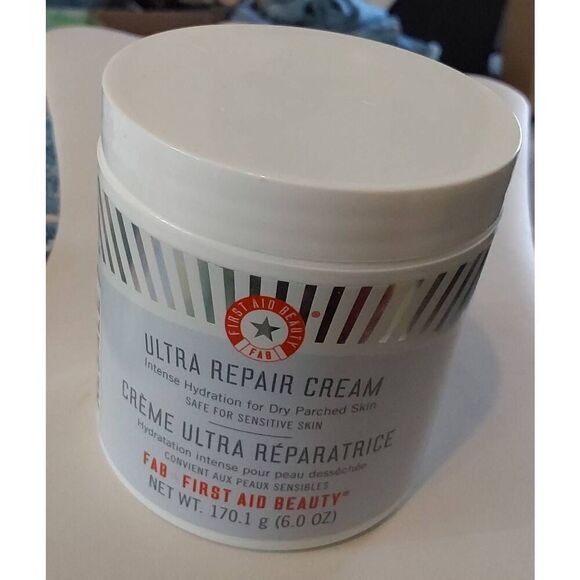 FIRST AID BEAUTY
FAB
®
ULTRA REPAIR CREAM
Intense Hydration for Dry Parched Skin
SAFE FOR SENSITIVE SKIN
CRÈME ULTRA RÉPARATRICE
Hydratation intense pour peau desséchée
CONVIENT AUX PEAUX SENSIBLES
FAB FIRST AID BEAUTY®
NET WT. 170.1 g (6.0 OZ)